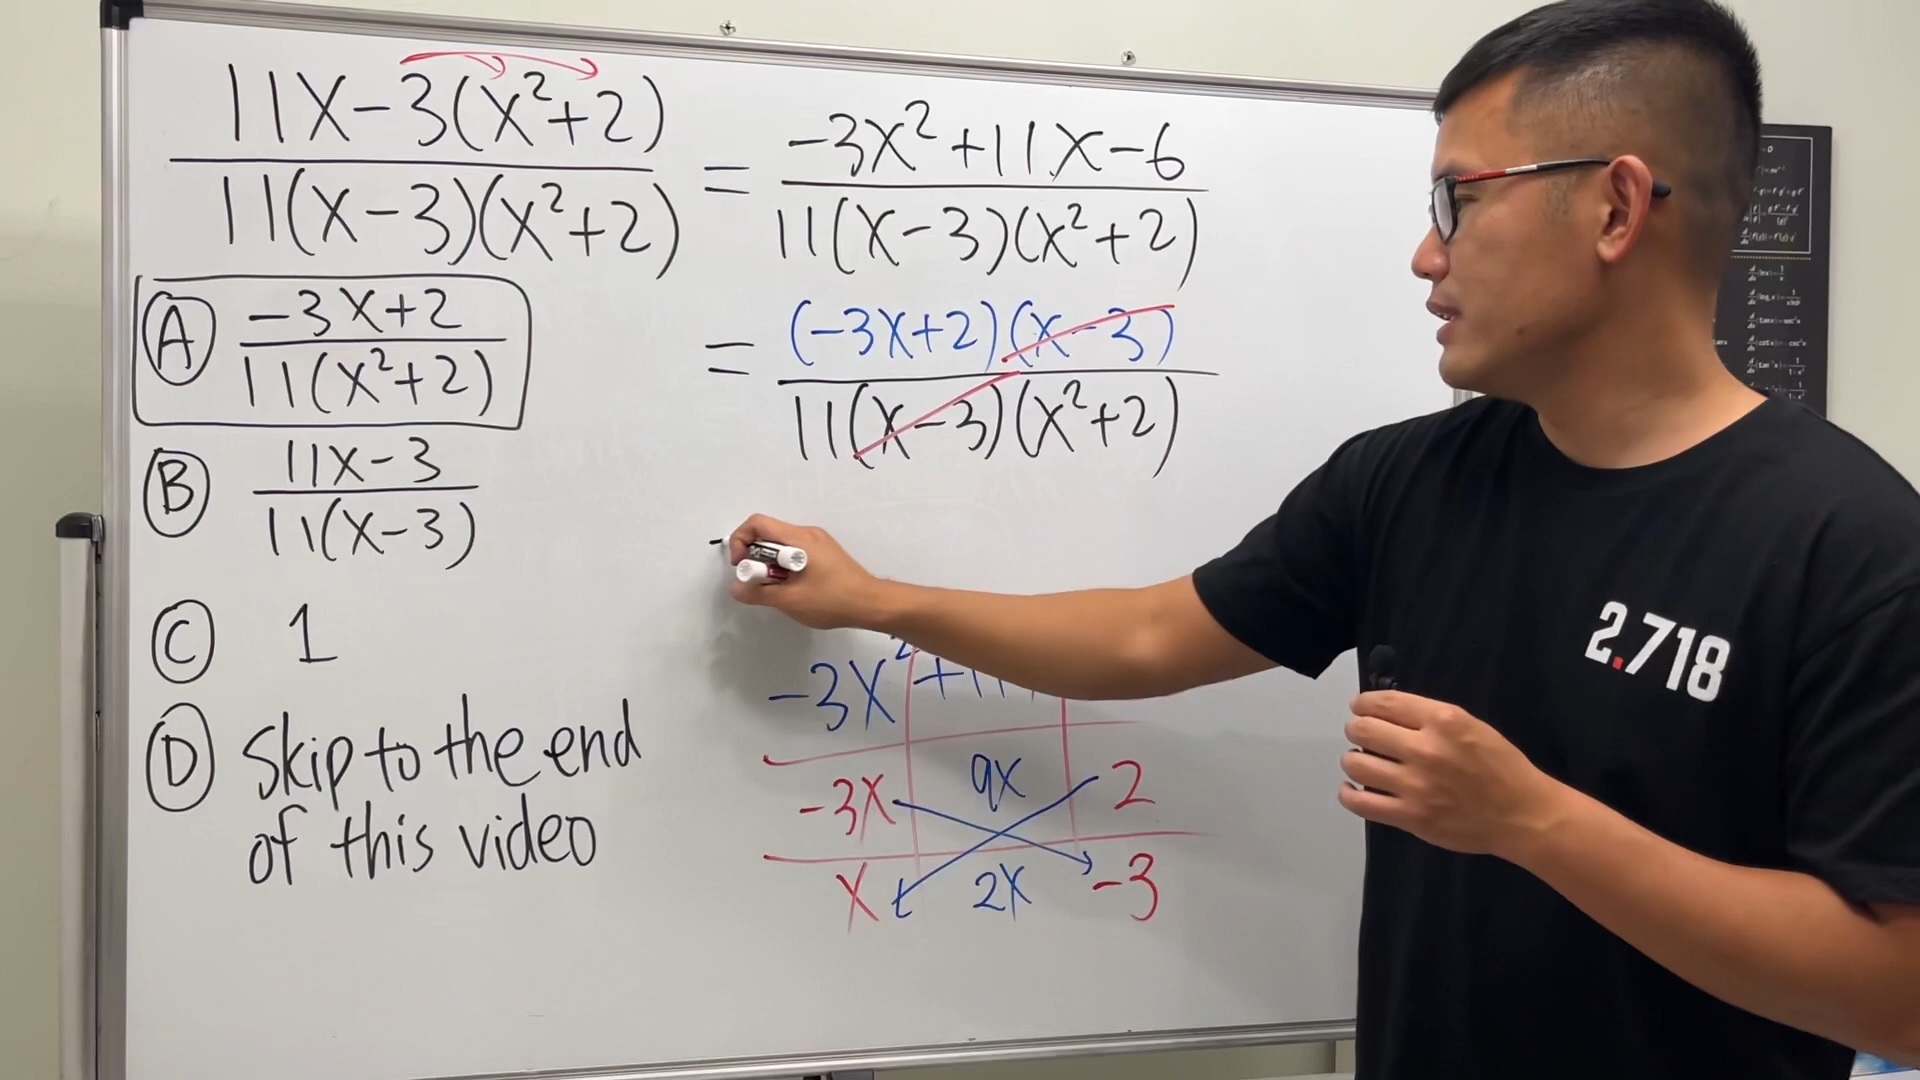 11x-3(x²+2)
11(x-3)(x²+2)
= -3x²+11x-6
11(x-3)(x²+2)
= (-3x+2)(x-3)
11(x-3)(x²+2)
A -3x+2
11(x²+2)
B 11x-3
11(x-3)
C 1
D Skip to the end
of this video
-3x² +11
-3x 9x 2
x 2x -3
2.718